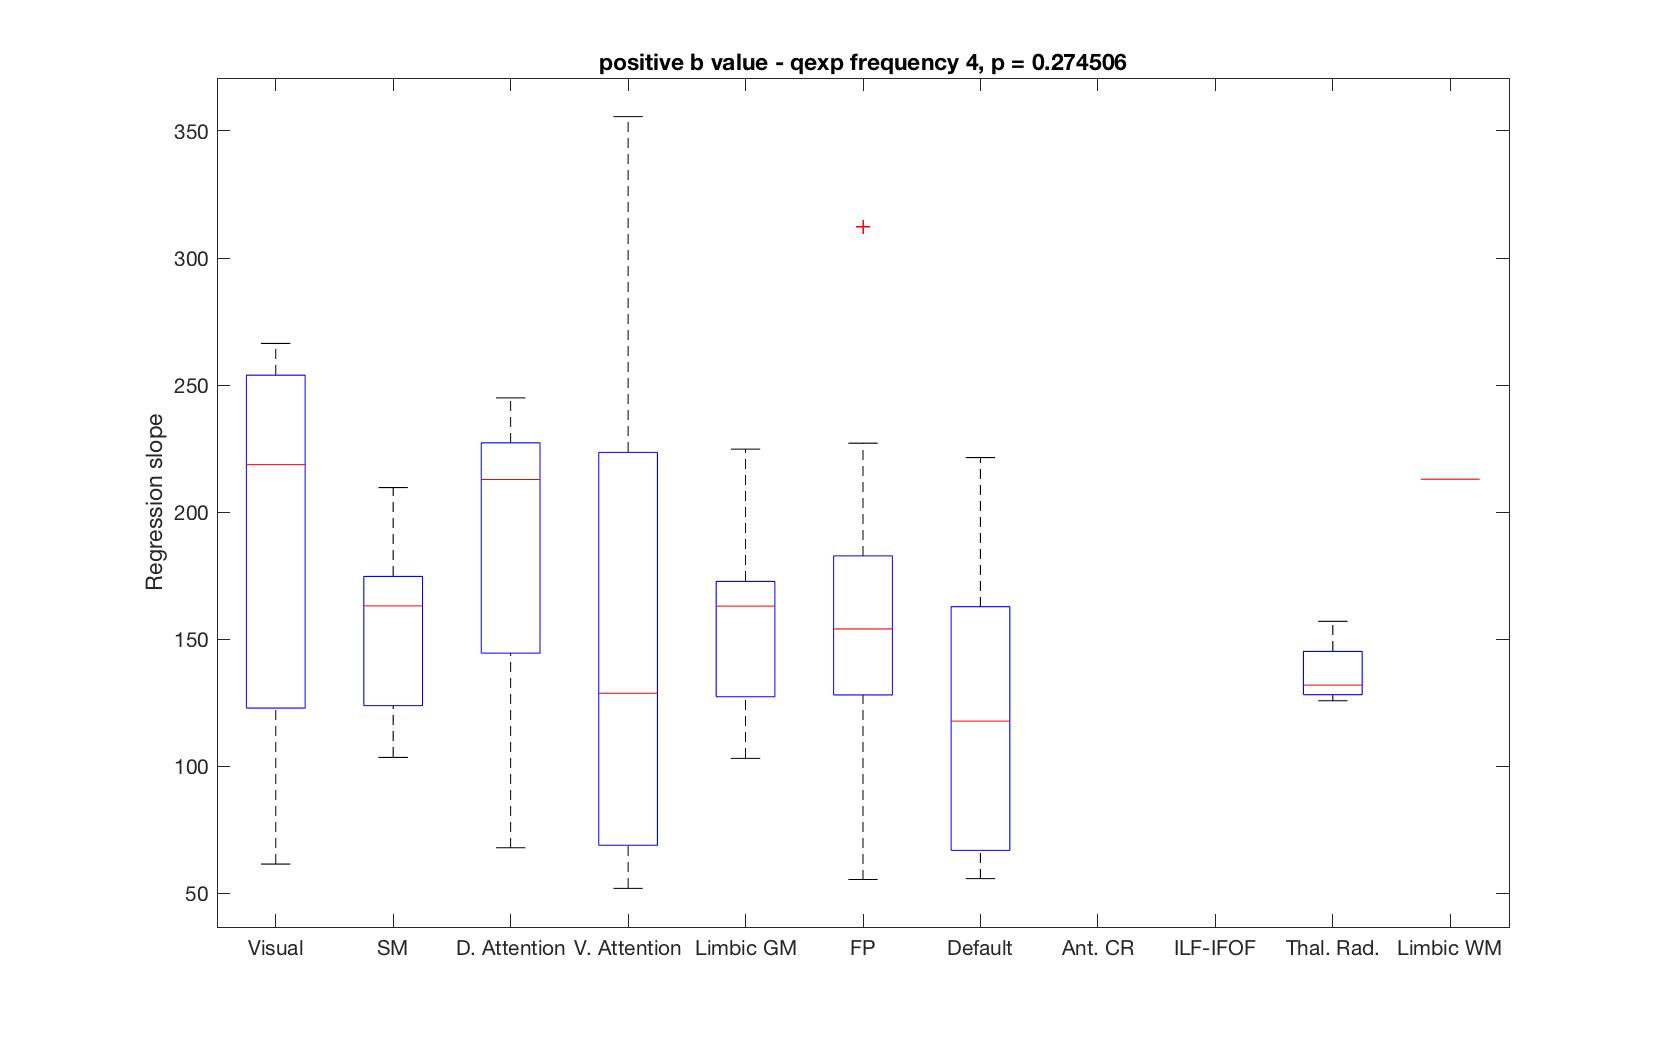 positive b value - qexp frequency 4, p = 0.274506
350
300
250
200
150
100
50
Regression slope
Visual SM D. Attention V. Attention Limbic GM FP Default Ant. CR ILF-IFOF Thal. Rad. Limbic WM